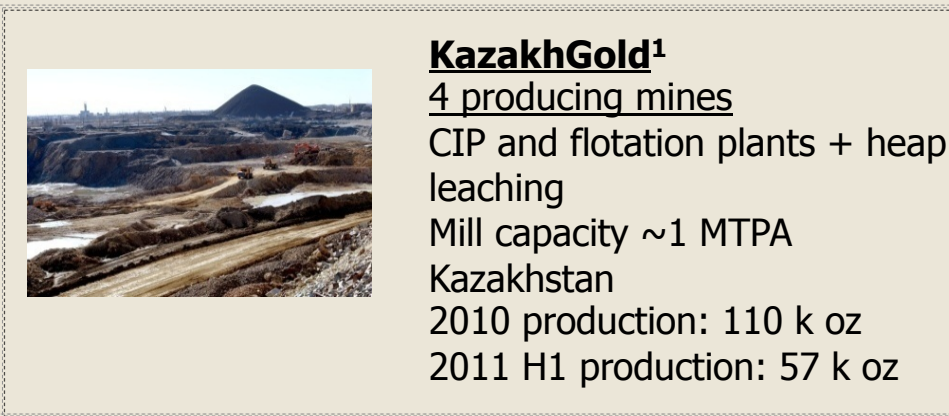 KazakhGold¹
4 producing mines
CIP and flotation plants + heap
leaching
Mill capacity ~1 MTPA
Kazakhstan
2010 production: 110 k oz
2011 H1 production: 57 k oz